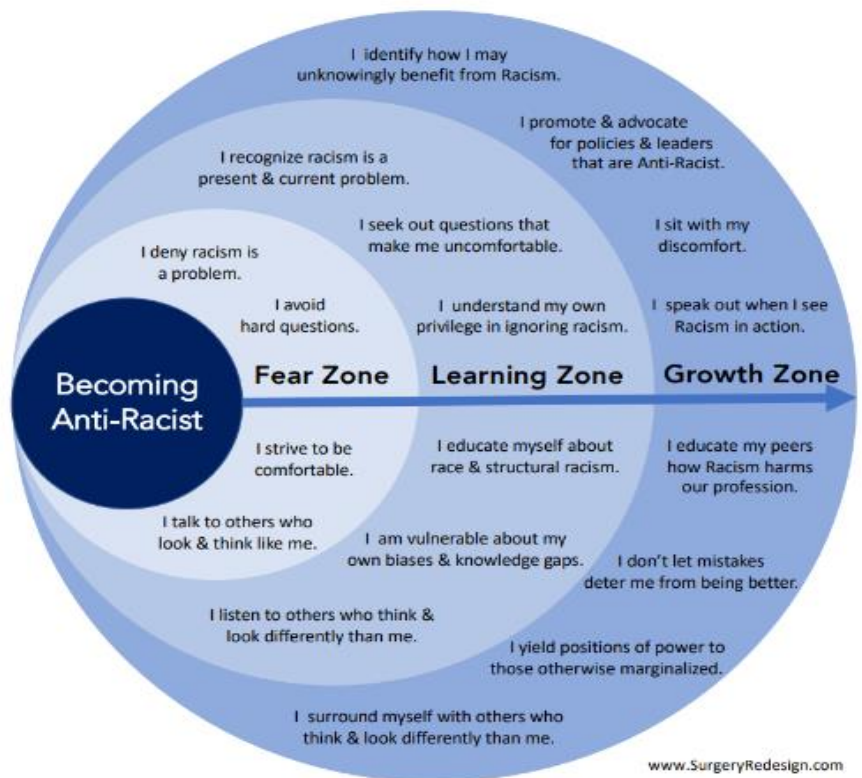 I identify how I may
unknowingly benefit from Racism.
I promote & advocate
for policies & leaders
that are Anti-Racist.
I recognize racism is a
present & current problem.
I seek out questions that
make me uncomfortable.
I sit with my
discomfort.
I deny racism is
a problem.
I avoid
hard questions.
I understand my own
privilege in ignoring racism.
I speak out when I see
Racism in action.
Becoming
Anti-Racist
Fear Zone
Learning Zone
Growth Zone
I strive to be
comfortable.
I educate myself about
race & structural racism.
I educate my peers
how Racism harms
our profession.
I talk to others who
look & think like me.
I am vulnerable about my
own biases & knowledge gaps.
I don't let mistakes
deter me from being better.
I listen to others who think &
look differently than me.
I yield positions of power to
those otherwise marginalized.
I surround myself with others who
think & look differently than me.
www.SurgeryRedesign.com